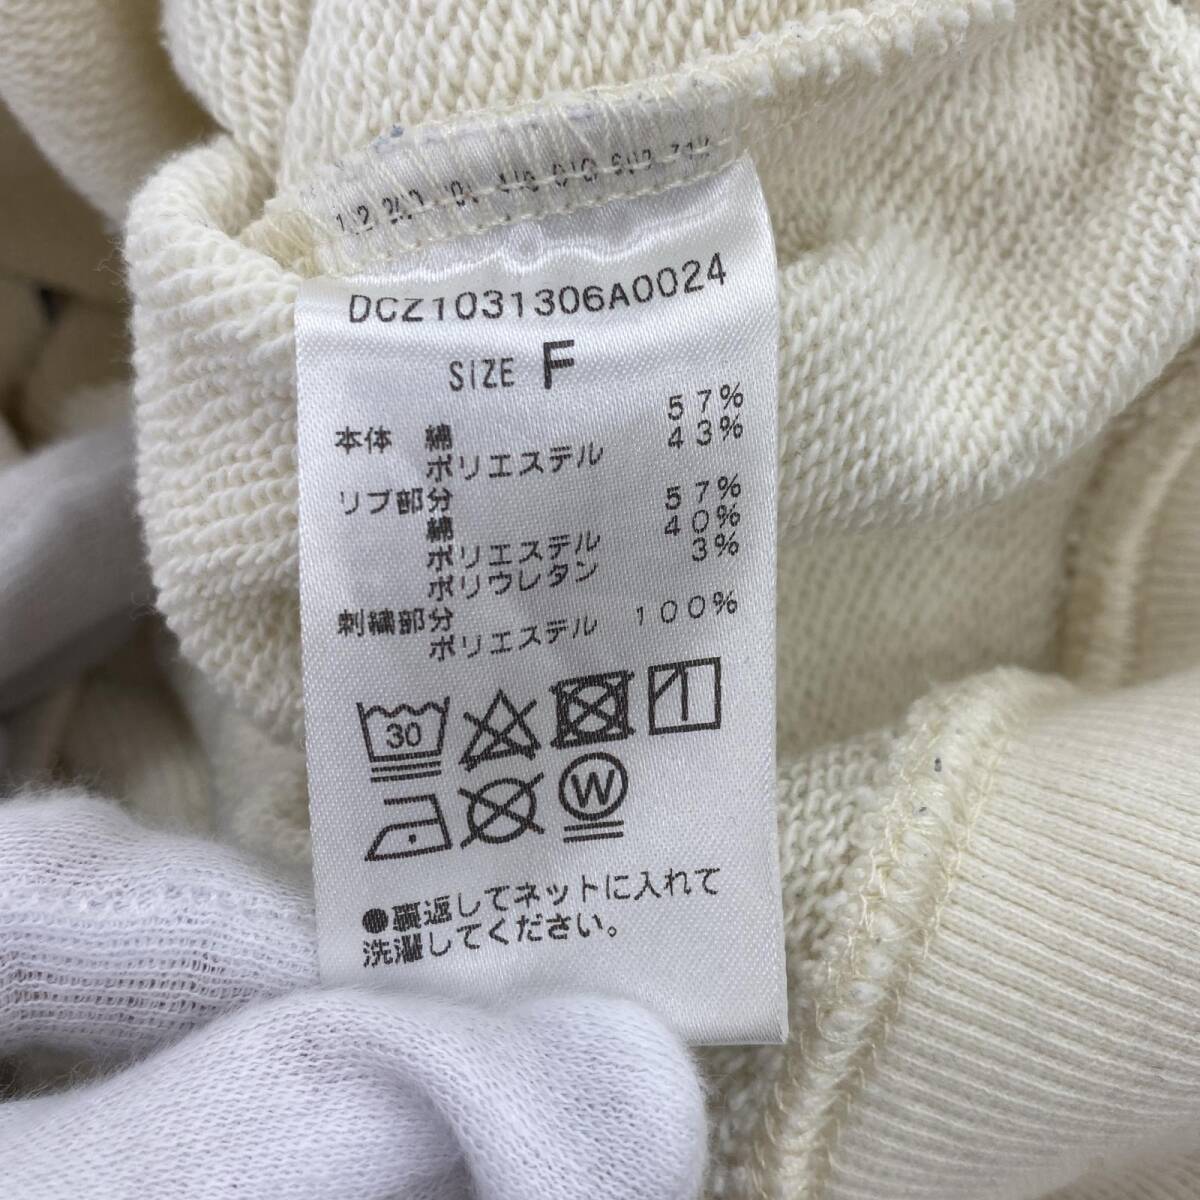 DCZ1031306A0024
SIZE F
本体 綿 57%
ポリエステル 43%
リブ部分
綿 57%
ポリエステル 40%
ポリウレタン 3%
刺繍部分
ポリエステル 100%
30
W
●裏返してネットに入れて
洗濯してください。